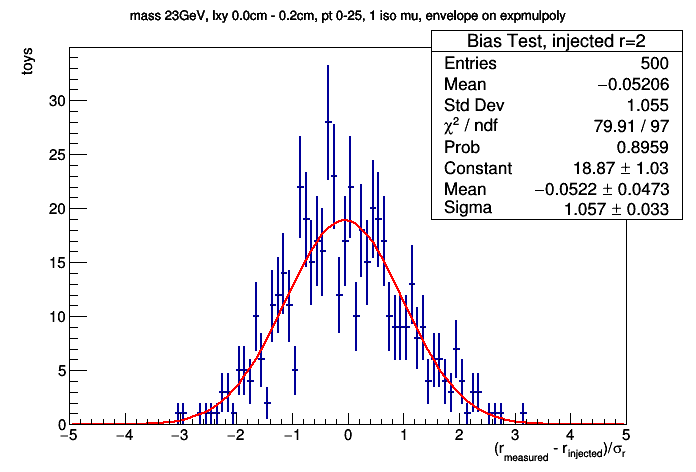 mass 23GeV, lxy 0.0cm - 0.2cm, pt 0-25, 1 iso mu, envelope on expmulpoly
toys
Bias Test, injected r=2
Entries 500
Mean −0.05206
Std Dev 1.055
χ² / ndf 79.91 / 97
Prob 0.8959
Constant 18.87 ± 1.03
Mean −0.0522 ± 0.0473
Sigma 1.057 ± 0.033
30
25
20
15
10
5
0
−5 −4 −3 −2 −1 0 1 2 3 4 5
(r_measured - r_injected)/σ_r